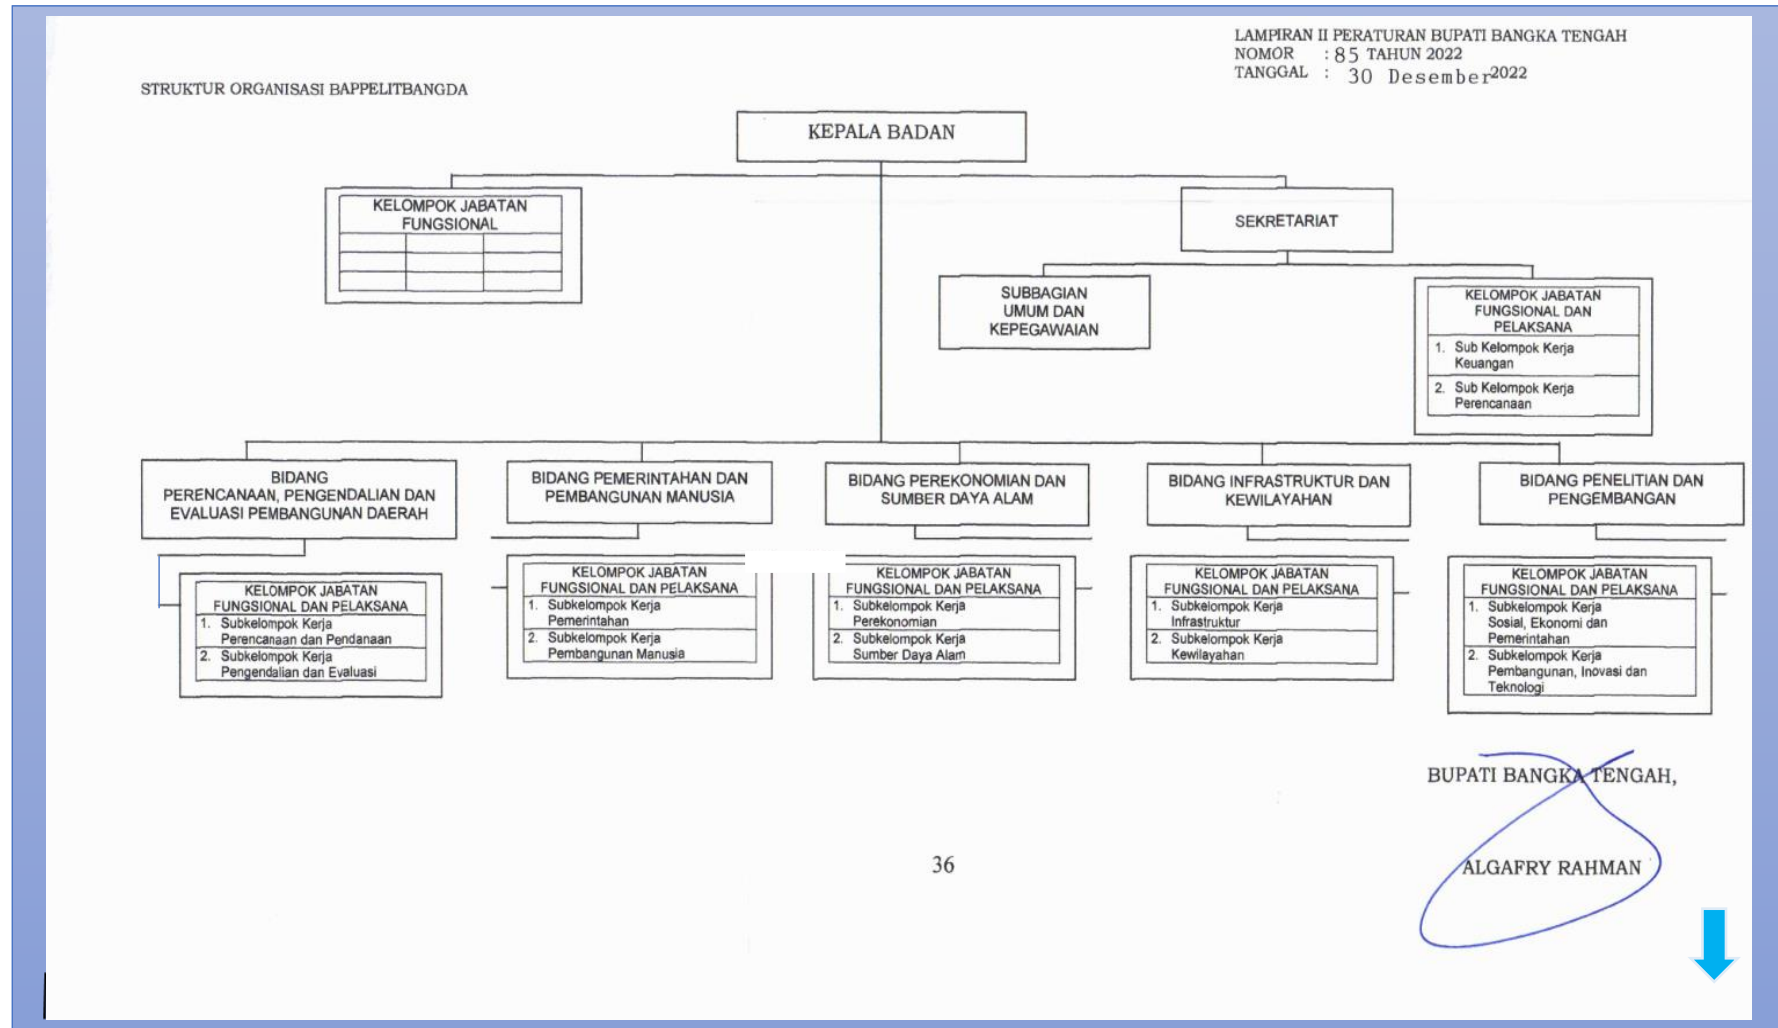 LAMPIRAN II PERATURAN BUPATI BANGKA TENGAH
NOMOR : 85 TAHUN 2022
TANGGAL : 30 Desember 2022
STRUKTUR ORGANISASI BAPPELITBANGDA
KEPALA BADAN
KELOMPOK JABATAN
FUNGSIONAL
SEKRETARIAT
SUBBAGIAN
UMUM DAN
KEPEGAWAIAN
KELOMPOK JABATAN
FUNGSIONAL DAN
PELAKSANA
1. Sub Kelompok Kerja
Keuangan
2. Sub Kelompok Kerja
Perencanaan
BIDANG
PERENCANAAN, PENGENDALIAN DAN
EVALUASI PEMBANGUNAN DAERAH
BIDANG PEMERINTAHAN DAN
PEMBANGUNAN MANUSIA
BIDANG PEREKONOMIAN DAN
SUMBER DAYA ALAM
BIDANG INFRASTRUKTUR DAN
KEWILAYAHAN
BIDANG PENELITIAN DAN
PENGEMBANGAN
KELOMPOK JABATAN
FUNGSIONAL DAN PELAKSANA
1. Subkelompok Kerja
Perencanaan dan Pendanaan
2. Subkelompok Kerja
Pengendalian dan Evaluasi
KELOMPOK JABATAN
FUNGSIONAL DAN PELAKSANA
1. Subkelompok Kerja
Pemerintahan
2. Subkelompok Kerja
Pembangunan Manusia
KELOMPOK JABATAN
FUNGSIONAL DAN PELAKSANA
1. Subkelompok Kerja
Perekonomian
2. Subkelompok Kerja
Sumber Daya Alam
KELOMPOK JABATAN
FUNGSIONAL DAN PELAKSANA
1. Subkelompok Kerja
Infrastruktur
2. Subkelompok Kerja
Kewilayahan
KELOMPOK JABATAN
FUNGSIONAL DAN PELAKSANA
1. Subkelompok Kerja
Sosial, Ekonomi dan
Pemerintahan
2. Subkelompok Kerja
Pembangunan, Inovasi dan
Teknologi
BUPATI BANGKA TENGAH,
ALGAFRY RAHMAN
36